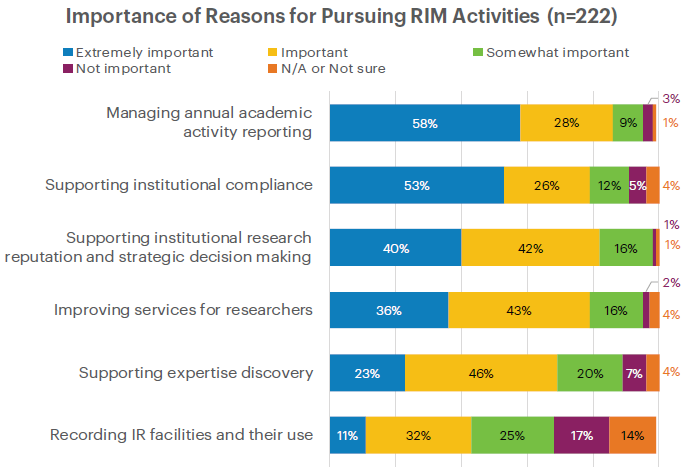 Importance of Reasons for Pursuing RIM Activities (n=222)
Extremely important Important Somewhat important
Not important N/A or Not sure
Managing annual academic
activity reporting
58% 28% 9% 3% 1%
Supporting institutional compliance
53% 26% 12% 5% 4%
Supporting institutional research
reputation and strategic decision making
40% 42% 16% 1% 1%
Improving services for researchers
36% 43% 16% 2% 4%
Supporting expertise discovery
23% 46% 20% 7% 4%
Recording IR facilities and their use
11% 32% 25% 17% 14%